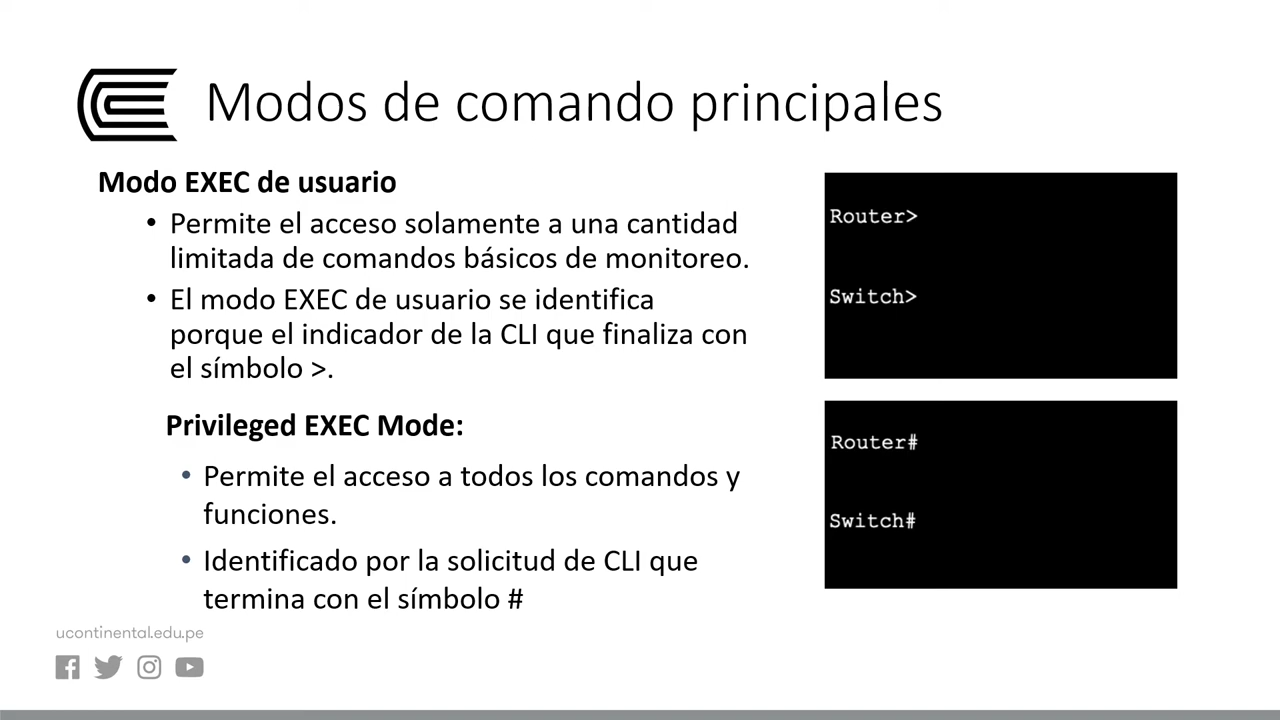 Modos de comando principales
Modo EXEC de usuario
• Permite el acceso solamente a una cantidad
limitada de comandos básicos de monitoreo.
• El modo EXEC de usuario se identifica
porque el indicador de la CLI que finaliza con
el símbolo >.
Router>
Switch>
Privileged EXEC Mode:
• Permite el acceso a todos los comandos y
funciones.
• Identificado por la solicitud de CLI que
termina con el símbolo #
Router#
Switch#
ucontinental.edu.pe